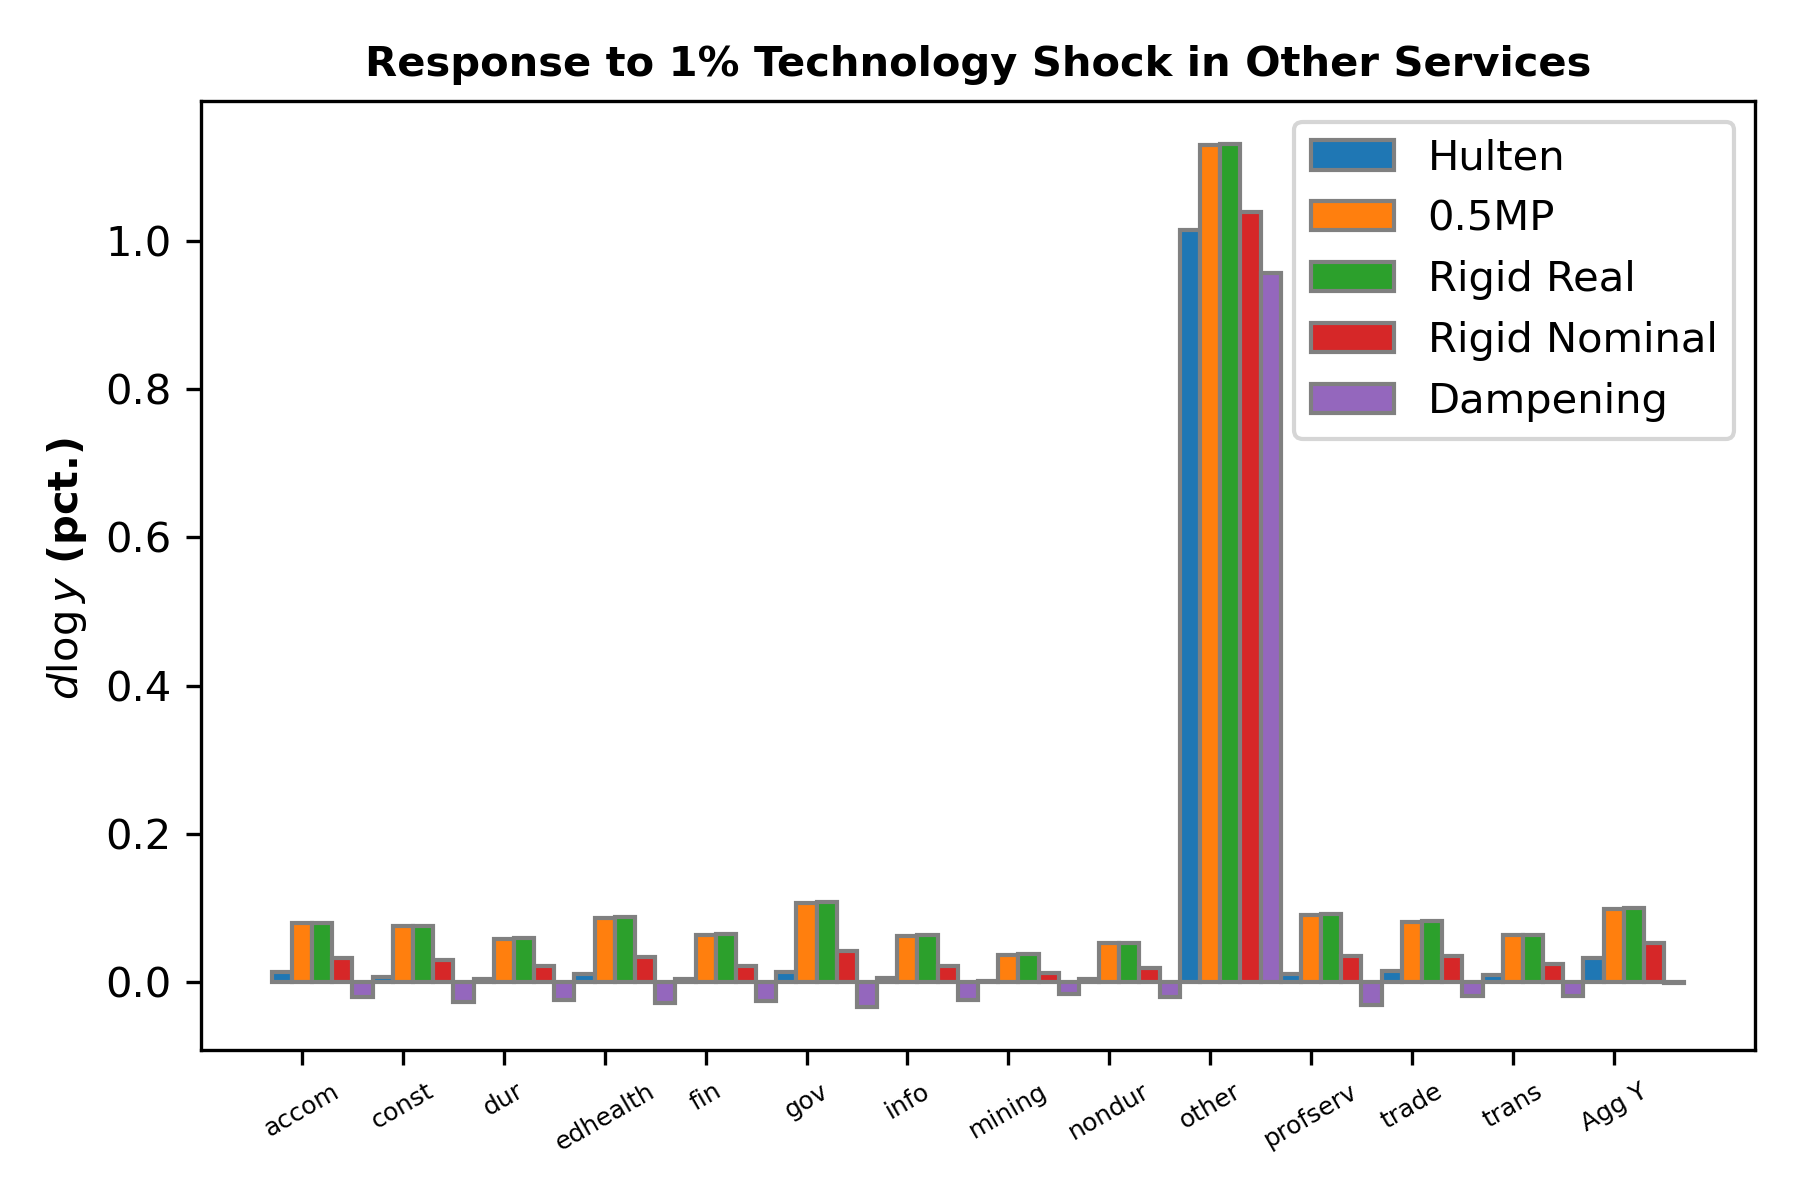 Response to 1% Technology Shock in Other Services
Hulten
0.5MP
Rigid Real
Rigid Nominal
Dampening
dlog y (pct.)
1.0
0.8
0.6
0.4
0.2
0.0
accom const dur edhealth fin gov info mining nondur other profserv trade trans Agg Y